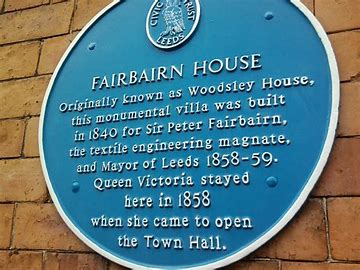 CIVIC TRUST
LEEDS
FAIRBAIRN HOUSE
Originally known as Woodsley House,
this monumental villa was built
in 1840 for Sir Peter Fairbairn,
the textile engineering magnate,
and Mayor of Leeds 1858-59.
Queen Victoria stayed
here in 1858
when she came to open
the Town Hall.